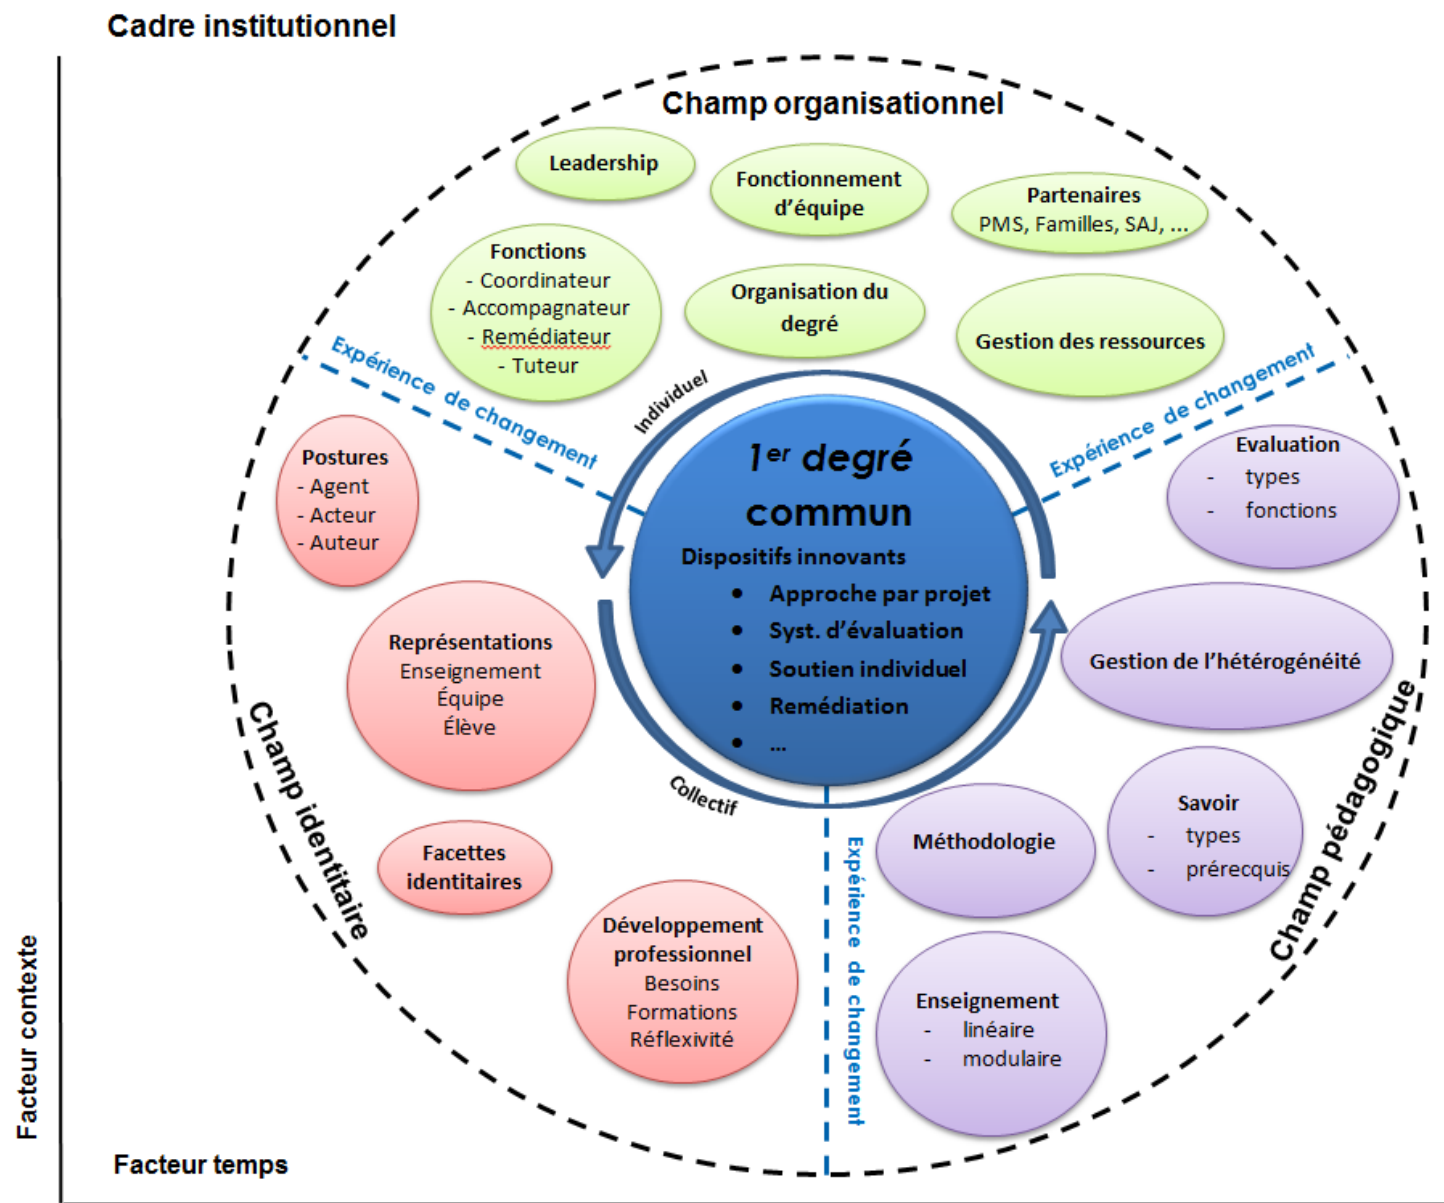 Cadre institutionnel
Champ organisationnel
Leadership
Fonctionnement
d’équipe
Partenaires
PMS, Familles, SAJ, ...
Fonctions
- Coordinateur
- Accompagnateur
- Remédiateur
- Tuteur
Organisation du
degré
Gestion des ressources
Expérience de changement
Individuel
Expérience de changement
Postures
- Agent
- Acteur
- Auteur
1er degré
commun
Dispositifs innovants
• Approche par projet
• Syst. d’évaluation
• Soutien individuel
• Remédiation
• ...
Evaluation
- types
- fonctions
Représentations
Enseignement
Équipe
Élève
Gestion de l’hétérogénéité
Champ identitaire
Collectif
Champ pédagogique
Savoir
- types
- prérecquis
Méthodologie
Facettes
identitaires
Expérience de changement
Développement
professionnel
Besoins
Formations
Réflexivité
Enseignement
- linéaire
- modulaire
Facteur contexte
Facteur temps